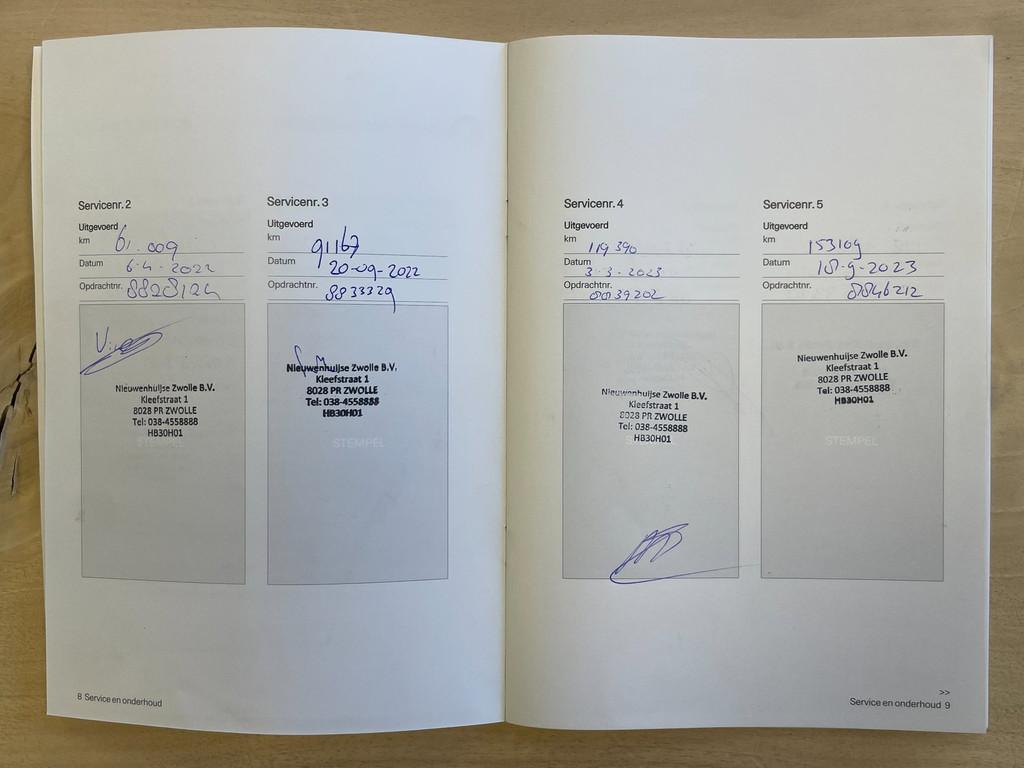 Servicenr. 2
Uitgevoerd
km 61.009
Datum 6-4-2022
Opdrachtnr. 8828124
Nieuwenhuijse Zwolle B.V.
Kleefstraat 1
8028 PR ZWOLLE
Tel: 038-4558888
HB30H01
STEMPEL
Servicenr. 3
Uitgevoerd
km 91167
Datum 20-09-2022
Opdrachtnr. 8833329
Nieuwenhuijse Zwolle B.V.
Kleefstraat 1
8028 PR ZWOLLE
Tel: 038-4558888
HB30H01
STEMPEL
8 Service en onderhoud
Servicenr. 4
Uitgevoerd
km 119390
Datum 3-3-2023
Opdrachtnr. 8839202
Nieuwenhuijse Zwolle B.V.
Kleefstraat 1
8028 PR ZWOLLE
Tel: 038-4558888
HB30H01
STEMPEL
Servicenr. 5
Uitgevoerd
km 153109
Datum 18-9-2023
Opdrachtnr. 8846212
Nieuwenhuijse Zwolle B.V.
Kleefstraat 1
8028 PR ZWOLLE
Tel: 038-4558888
HB30H01
STEMPEL
>>
Service en onderhoud 9